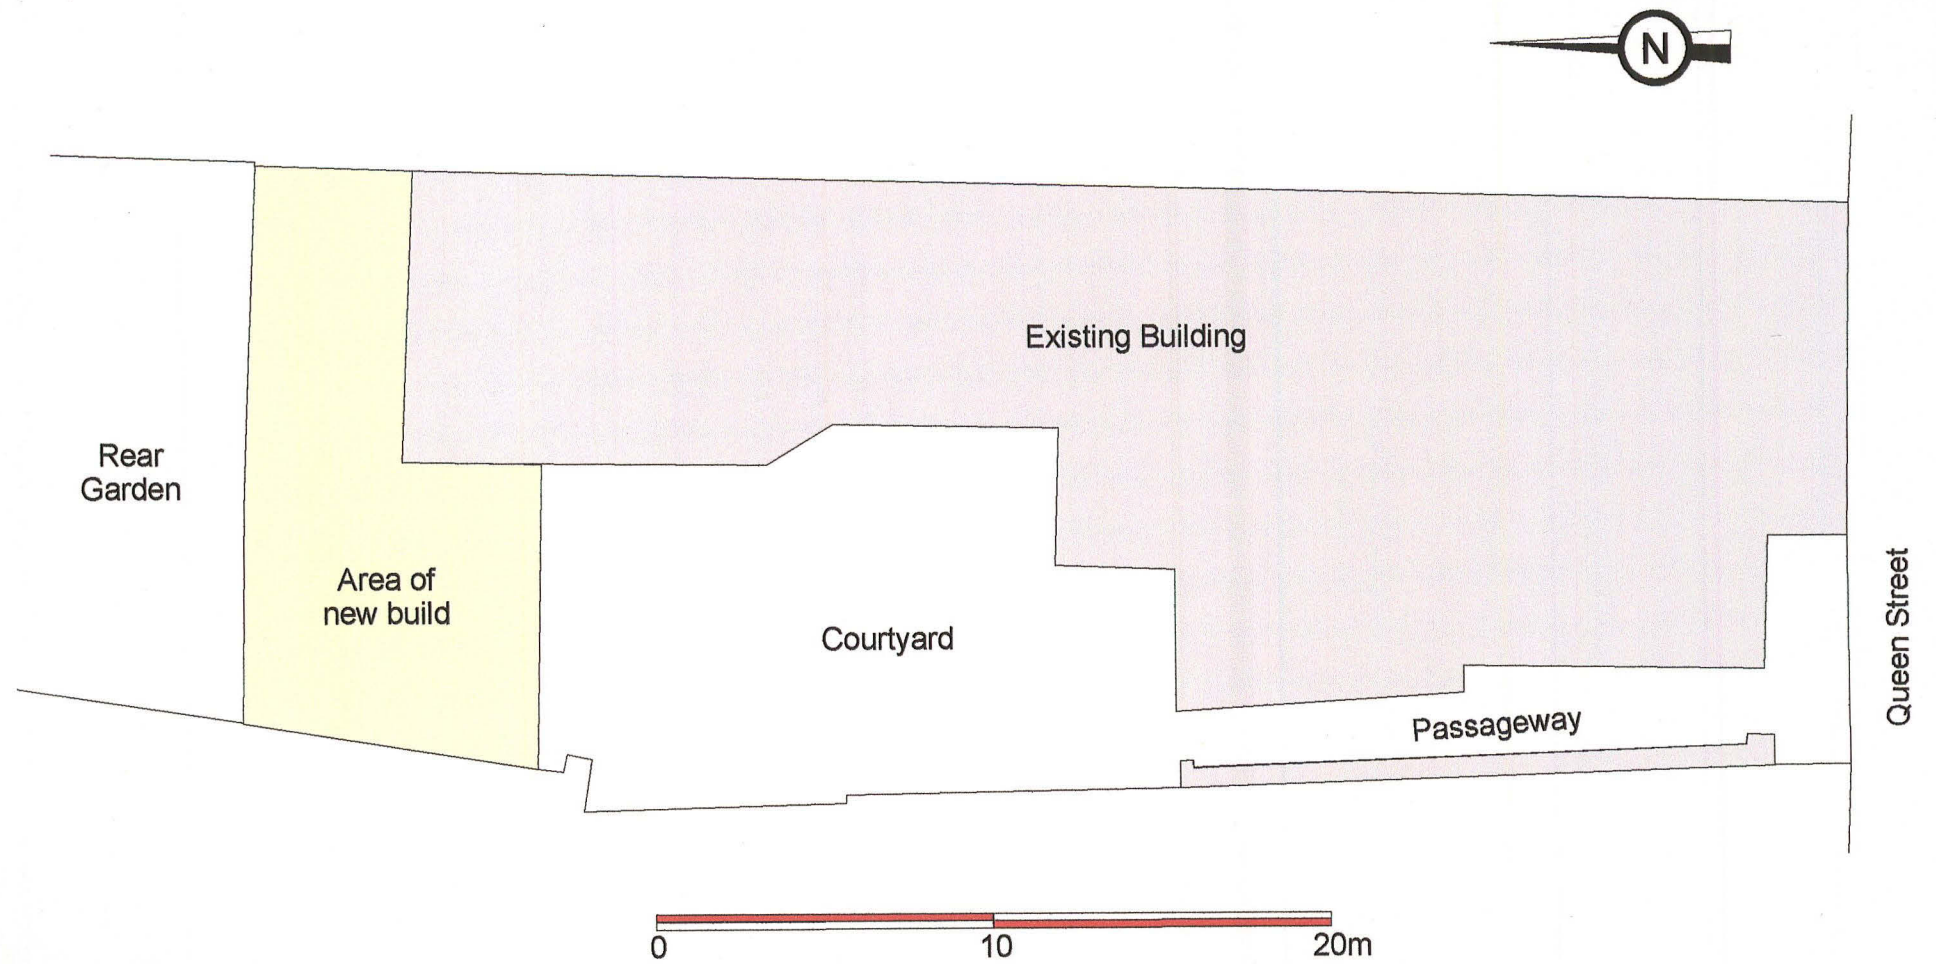 N
Existing Building
Rear
Garden
Area of
new build
Courtyard
Passageway
Queen Street
0 10 20m